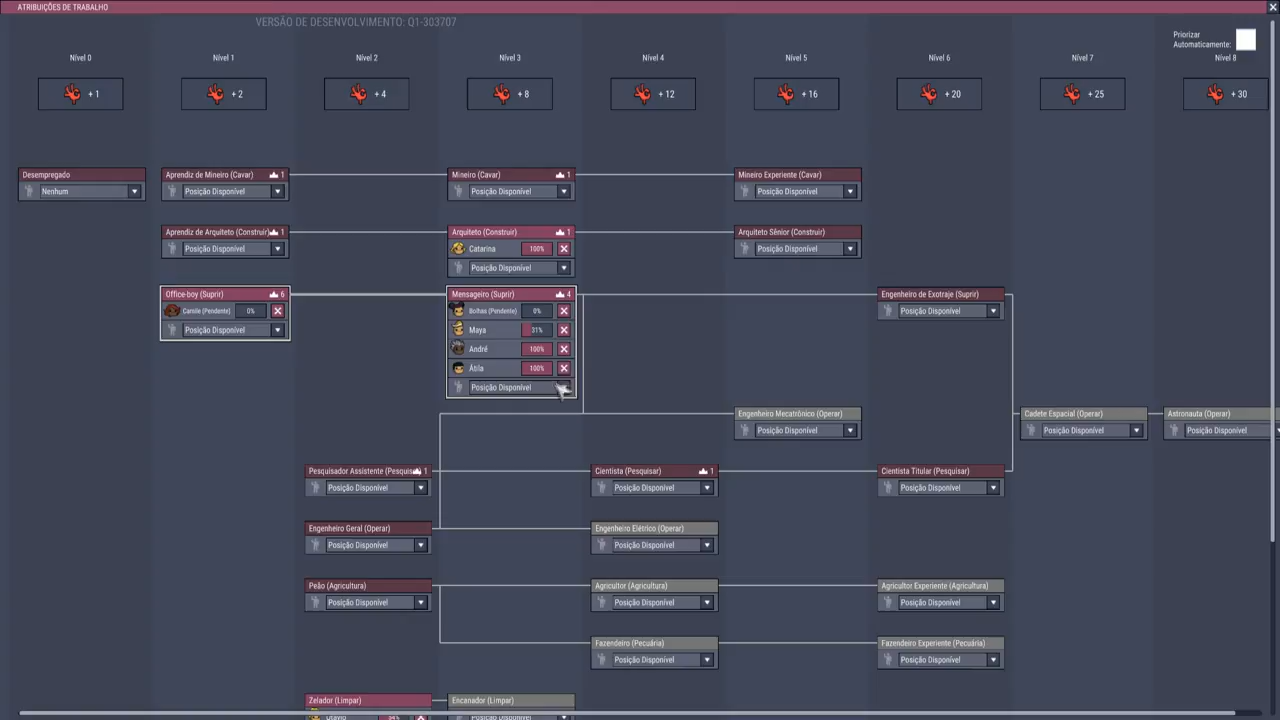 ATRIBUIÇÕES DE TRABALHO
VERSÃO DE DESENVOLVIMENTO: Q1-303707
Priorizar
Automaticamente:
Nível 0
Nível 1
Nível 2
Nível 3
Nível 4
Nível 5
Nível 6
Nível 7
Nível 8
+ 1
+ 2
+ 4
+ 8
+ 12
+ 16
+ 20
+ 25
+ 30
Desempregado
Nenhum
Aprendiz de Mineiro (Cavar) 1
Posição Disponível
Mineiro (Cavar) 1
Posição Disponível
Mineiro Experiente (Cavar)
Posição Disponível
Aprendiz de Arquiteto (Construir) 1
Posição Disponível
Arquiteto (Construir) 1
Catarina 100%
Posição Disponível
Arquiteto Sênior (Construir)
Posição Disponível
Office-boy (Suprir) 6
Camile (Pendente) 0%
Posição Disponível
Mensageiro (Suprir) 4
Bolhas (Pendente) 0%
Maya 31%
André 100%
Átila 100%
Posição Disponível
Engenheiro de Exotraje (Suprir)
Posição Disponível
Engenheiro Mecatrônico (Operar)
Posição Disponível
Cadete Espacial (Operar)
Posição Disponível
Astronauta (Operar)
Posição Disponível
Pesquisador Assistente (Pesquisa 1
Posição Disponível
Cientista (Pesquisar) 1
Posição Disponível
Cientista Titular (Pesquisar)
Posição Disponível
Engenheiro Geral (Operar)
Posição Disponível
Engenheiro Elétrico (Operar)
Posição Disponível
Peão (Agricultura)
Posição Disponível
Agricultor (Agricultura)
Posição Disponível
Agricultor Experiente (Agricultura)
Posição Disponível
Fazendeiro (Pecuária)
Posição Disponível
Fazendeiro Experiente (Pecuária)
Posição Disponível
Zelador (Limpar)
Otávio 94%
Encanador (Limpar)
Posição Disponível